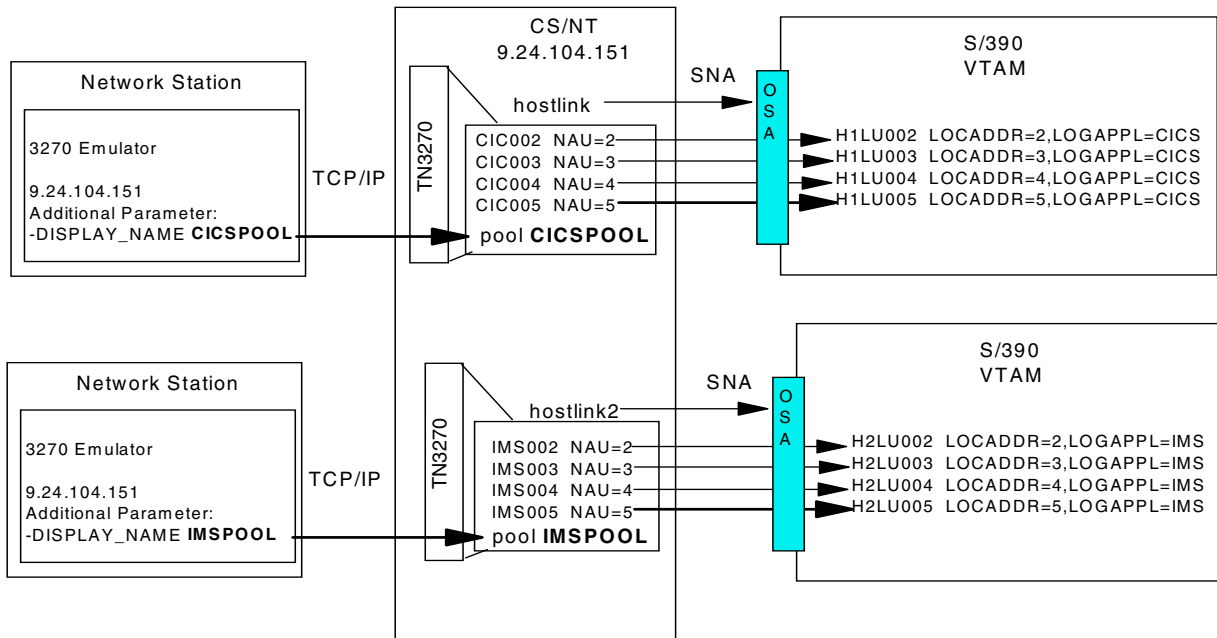 CS/NT
9.24.104.151
Network Station
3270 Emulator
9.24.104.151
Additional Parameter:
-DISPLAY_NAME CICSPOOL
TCP/IP
TN3270
hostlink
CIC002 NAU=2
CIC003 NAU=3
CIC004 NAU=4
CIC005 NAU=5
pool CICSPOOL
SNA
OSA
S/390
VTAM
H1LU002 LOCADDR=2,LOGAPPL=CICS
H1LU003 LOCADDR=3,LOGAPPL=CICS
H1LU004 LOCADDR=4,LOGAPPL=CICS
H1LU005 LOCADDR=5,LOGAPPL=CICS
Network Station
3270 Emulator
9.24.104.151
Additional Parameter:
-DISPLAY_NAME IMSPOOL
TCP/IP
TN3270
hostlink2
IMS002 NAU=2
IMS003 NAU=3
IMS004 NAU=4
IMS005 NAU=5
pool IMSPOOL
SNA
OSA
S/390
VTAM
H2LU002 LOCADDR=2,LOGAPPL=IMS
H2LU003 LOCADDR=3,LOGAPPL=IMS
H2LU004 LOCADDR=4,LOGAPPL=IMS
H2LU005 LOCADDR=5,LOGAPPL=IMS